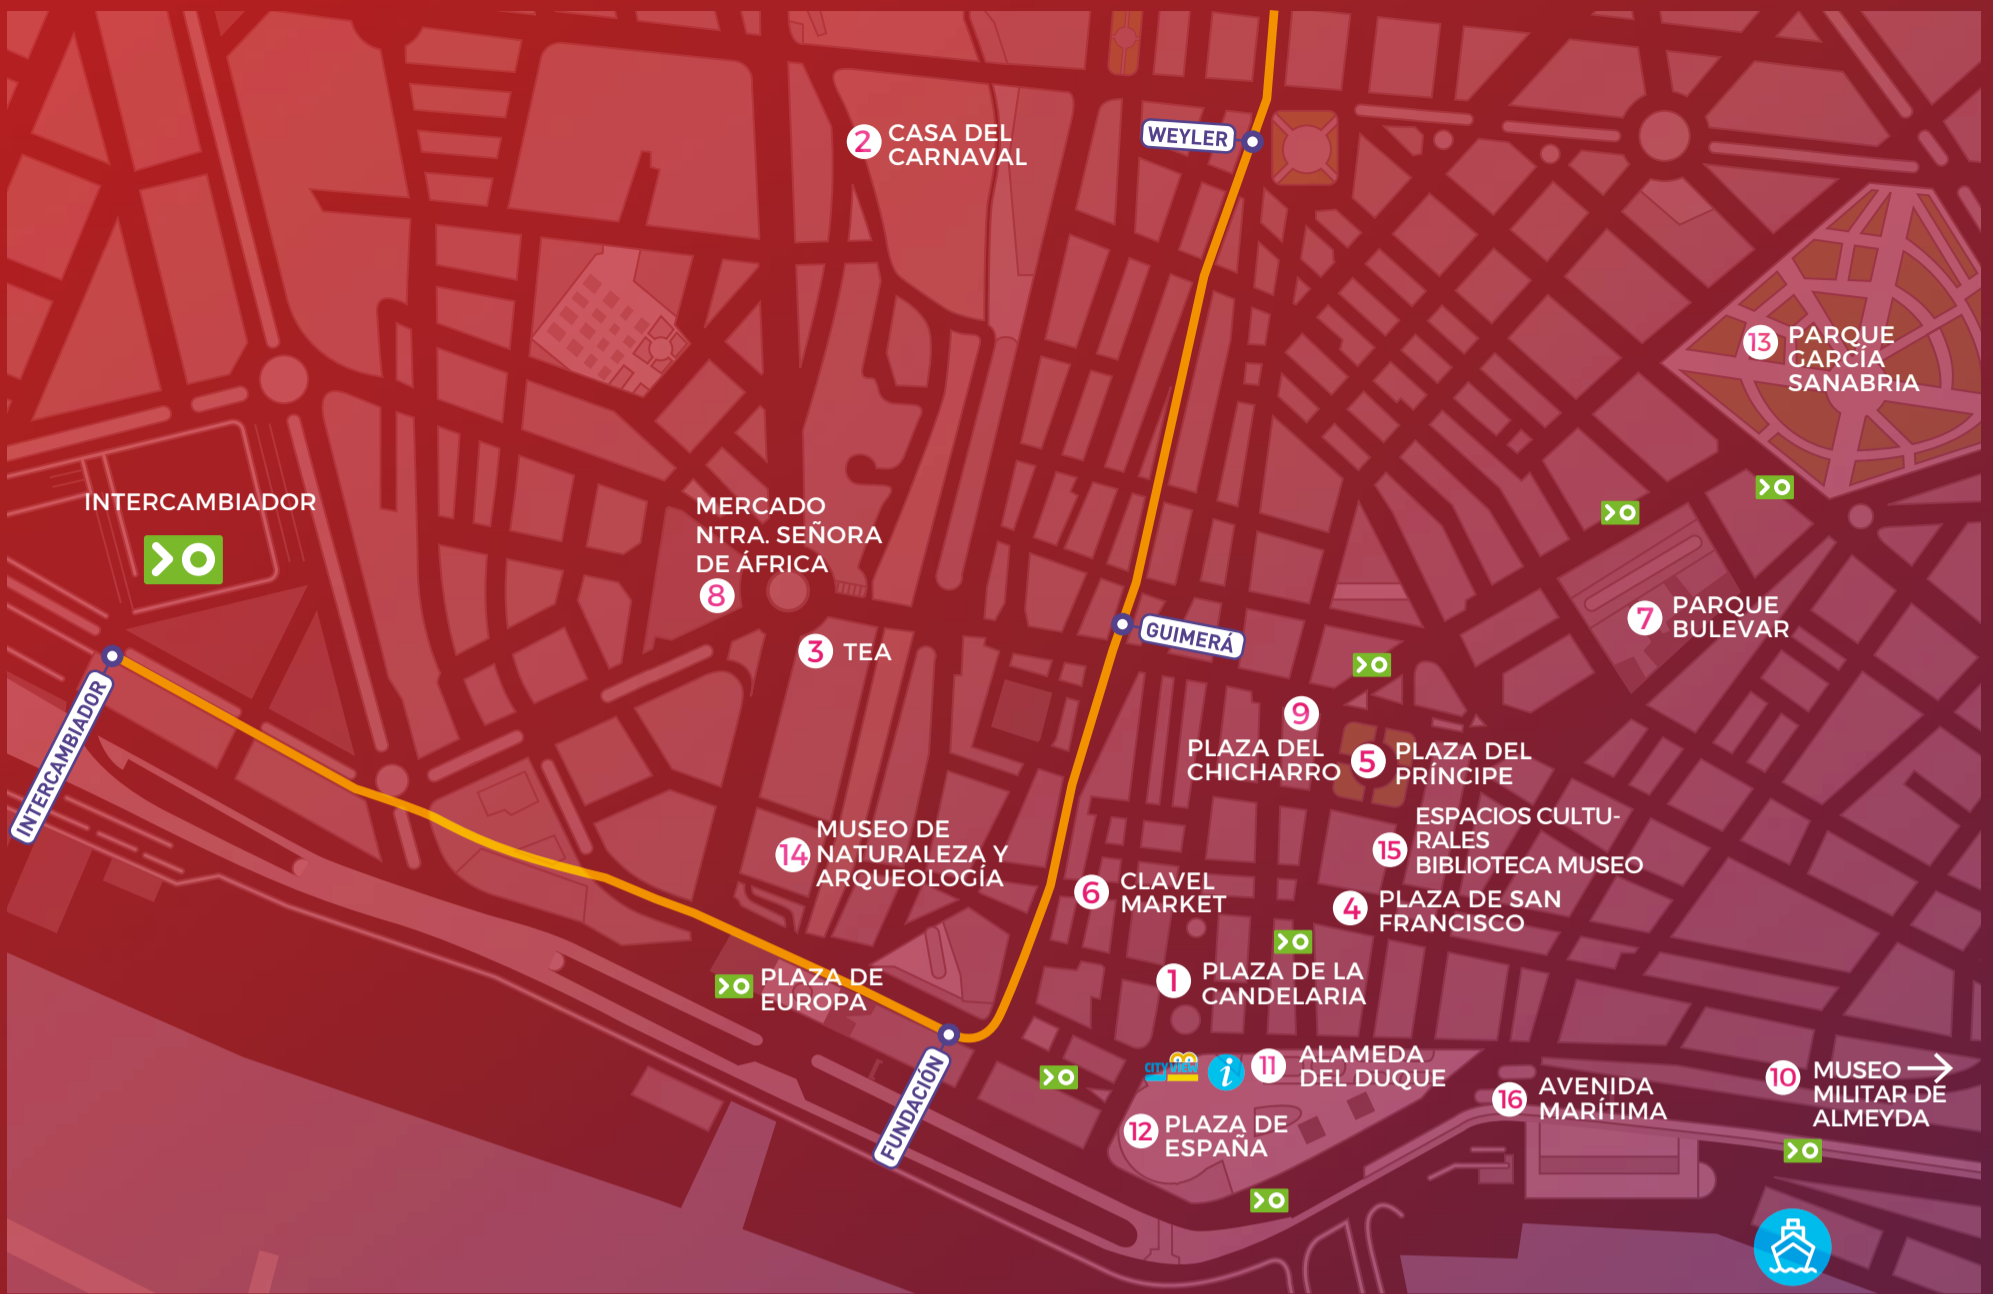 2 CASA DEL
CARNAVAL
WEYLER
13 PARQUE
GARCÍA
SANABRIA
INTERCAMBIADOR
MERCADO
NTRA. SEÑORA
DE ÁFRICA
8
3 TEA
GUIMERÁ
7 PARQUE
BULEVAR
INTERCAMBIADOR
9
PLAZA DEL
CHICHARRO
5 PLAZA DEL
PRÍNCIPE
14 MUSEO DE
NATURALEZA Y
ARQUEOLOGÍA
15 ESPACIOS CULTU-
RALES
BIBLIOTECA MUSEO
6 CLAVEL
MARKET
4 PLAZA DE SAN
FRANCISCO
PLAZA DE
EUROPA
1 PLAZA DE LA
CANDELARIA
FUNDACIÓN
CITY VIEW
i
11 ALAMEDA
DEL DUQUE
12 PLAZA DE
ESPAÑA
16 AVENIDA
MARÍTIMA
10 MUSEO
MILITAR DE
ALMEYDA